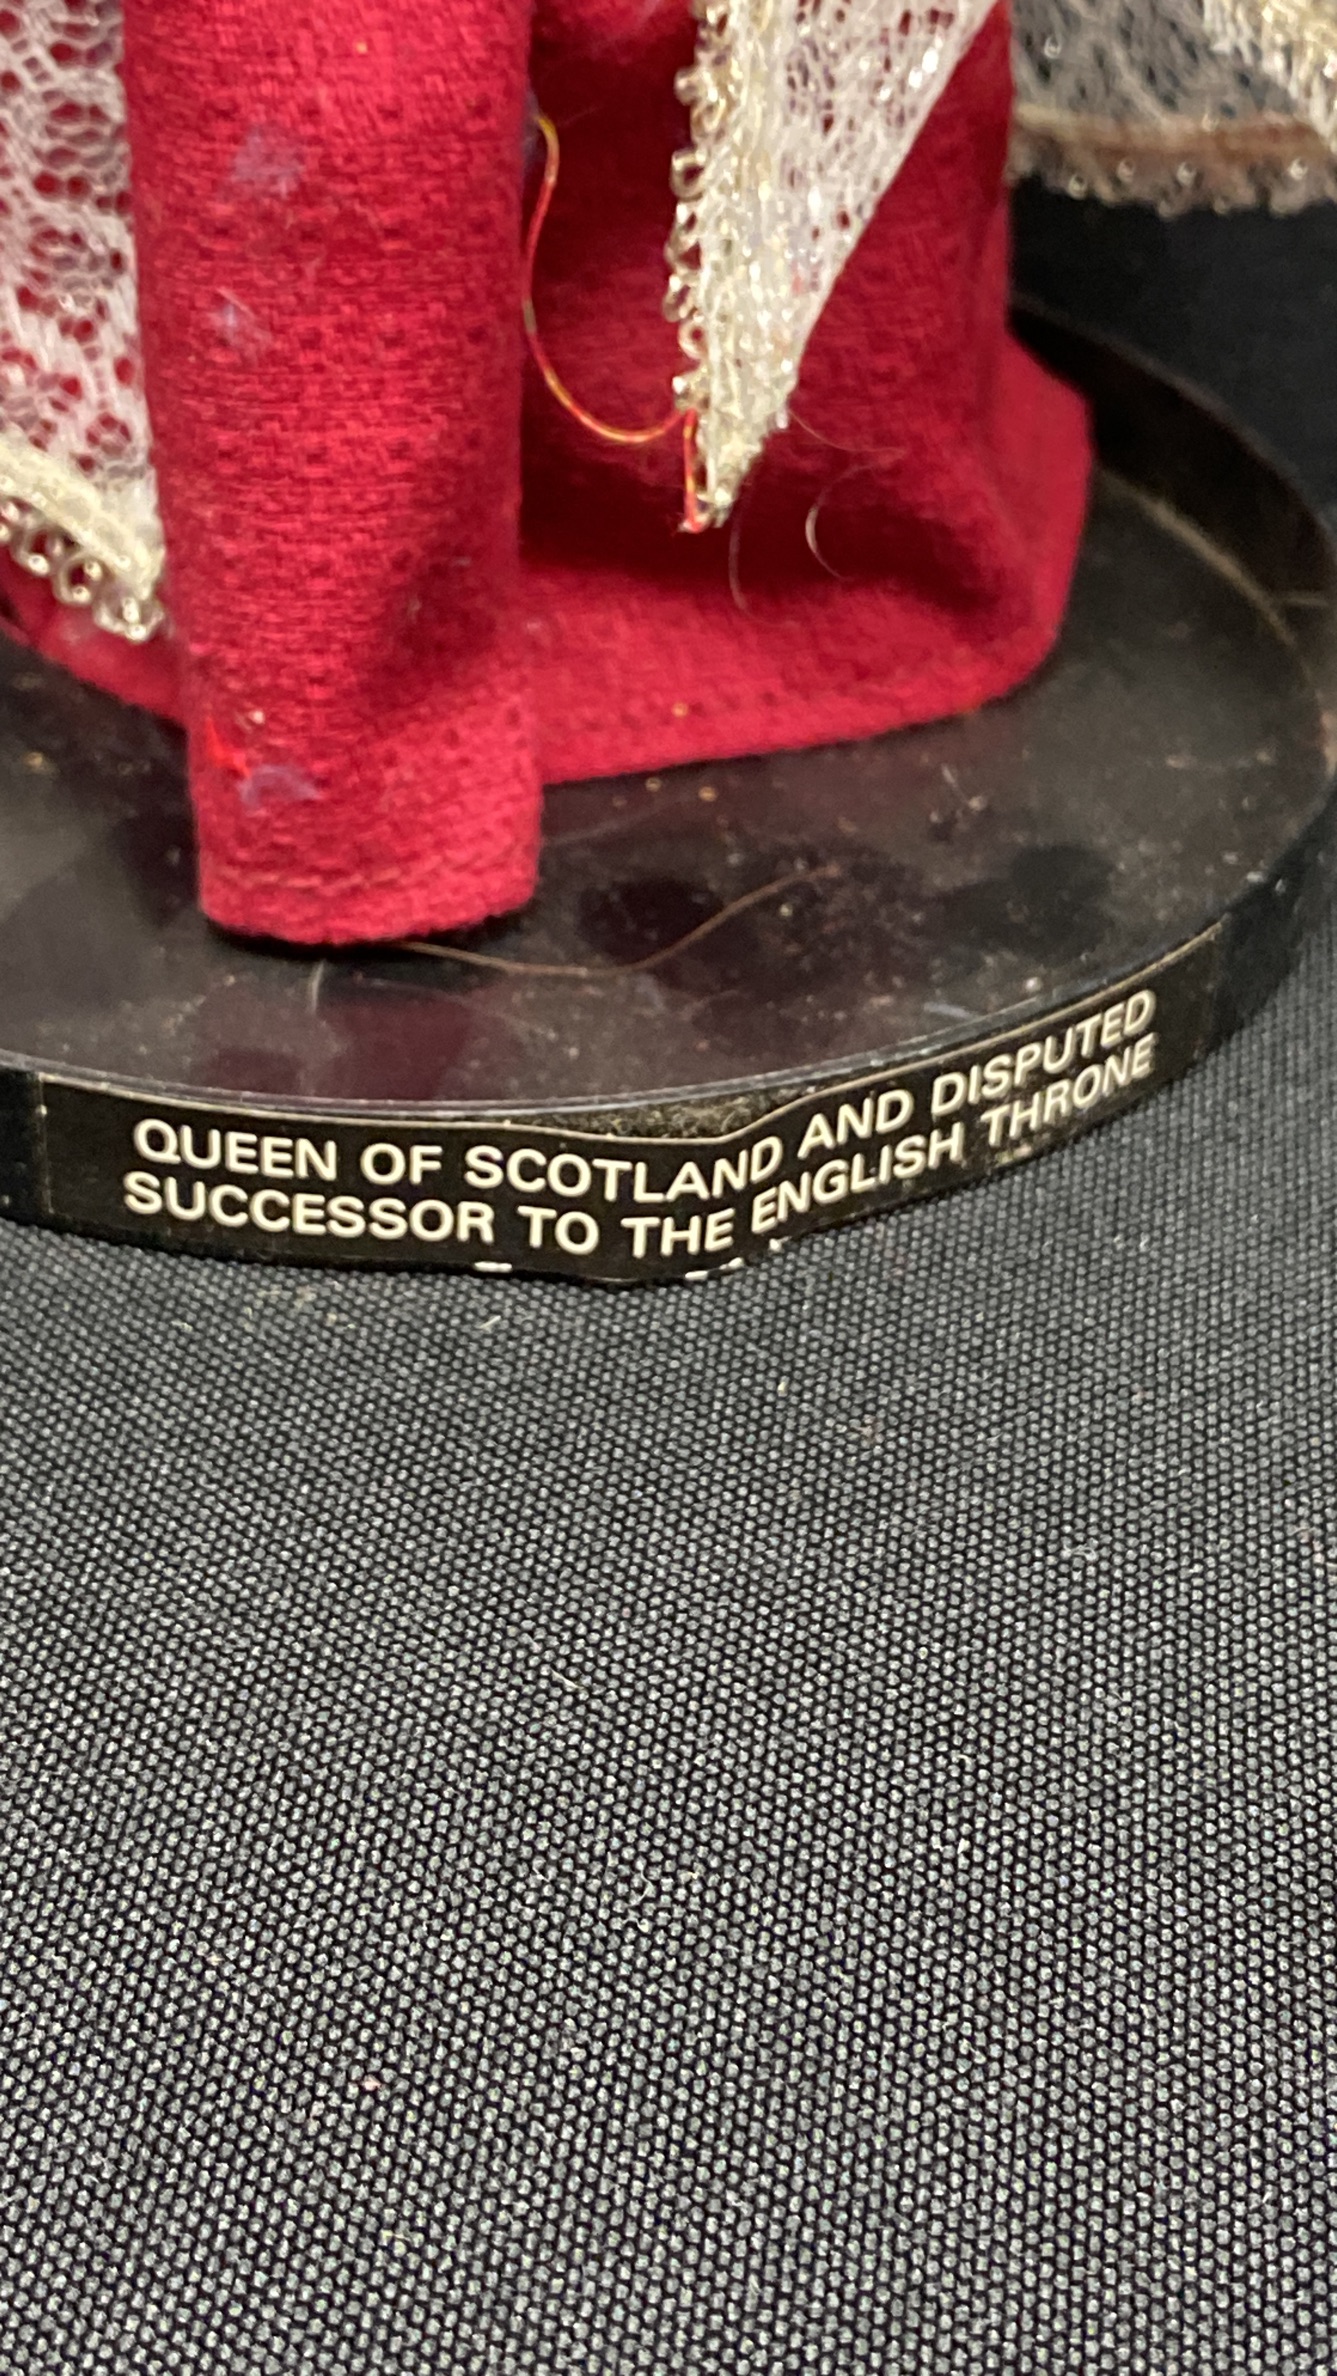 QUEEN OF SCOTLAND AND DISPUTED
SUCCESSOR TO THE ENGLISH THRONE